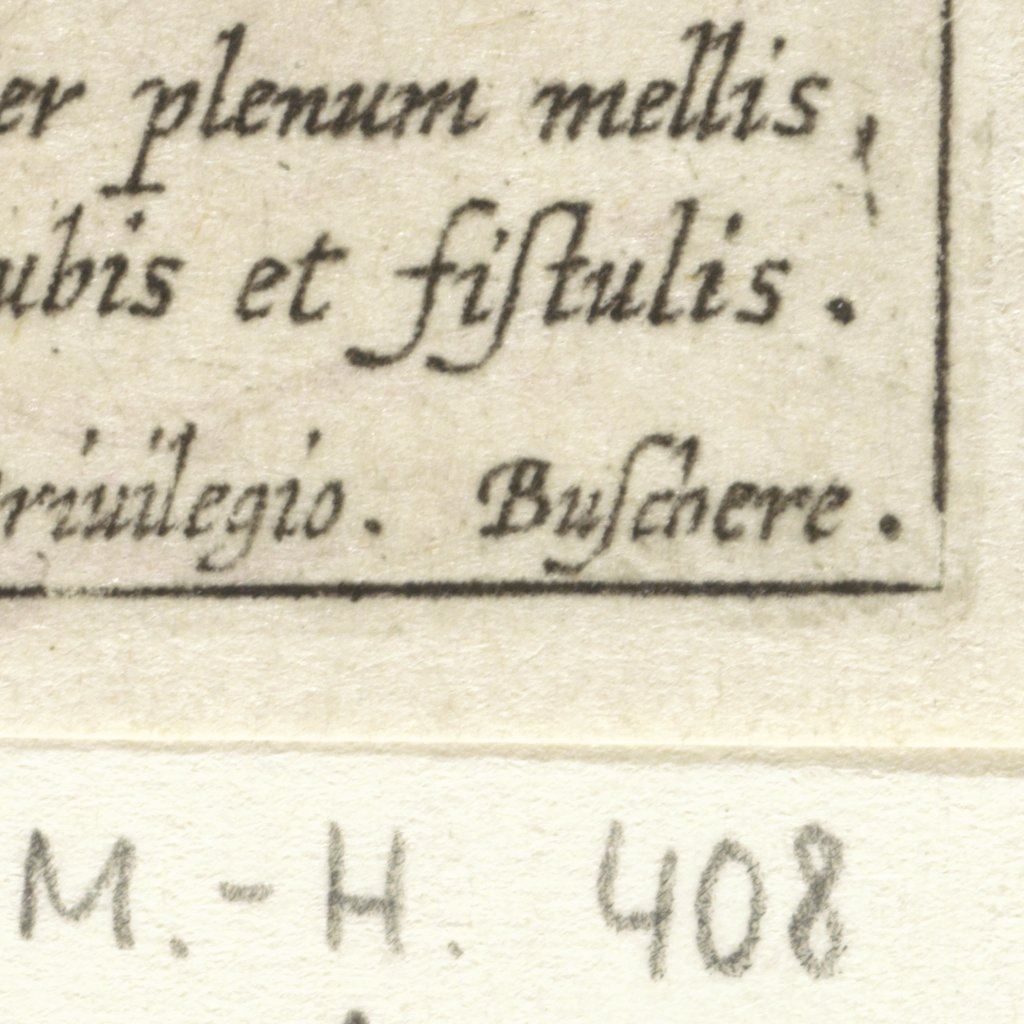 er plenum mellis,
ubis et fiſtulis.
riuilegio. Buſchere.
M.-H. 408